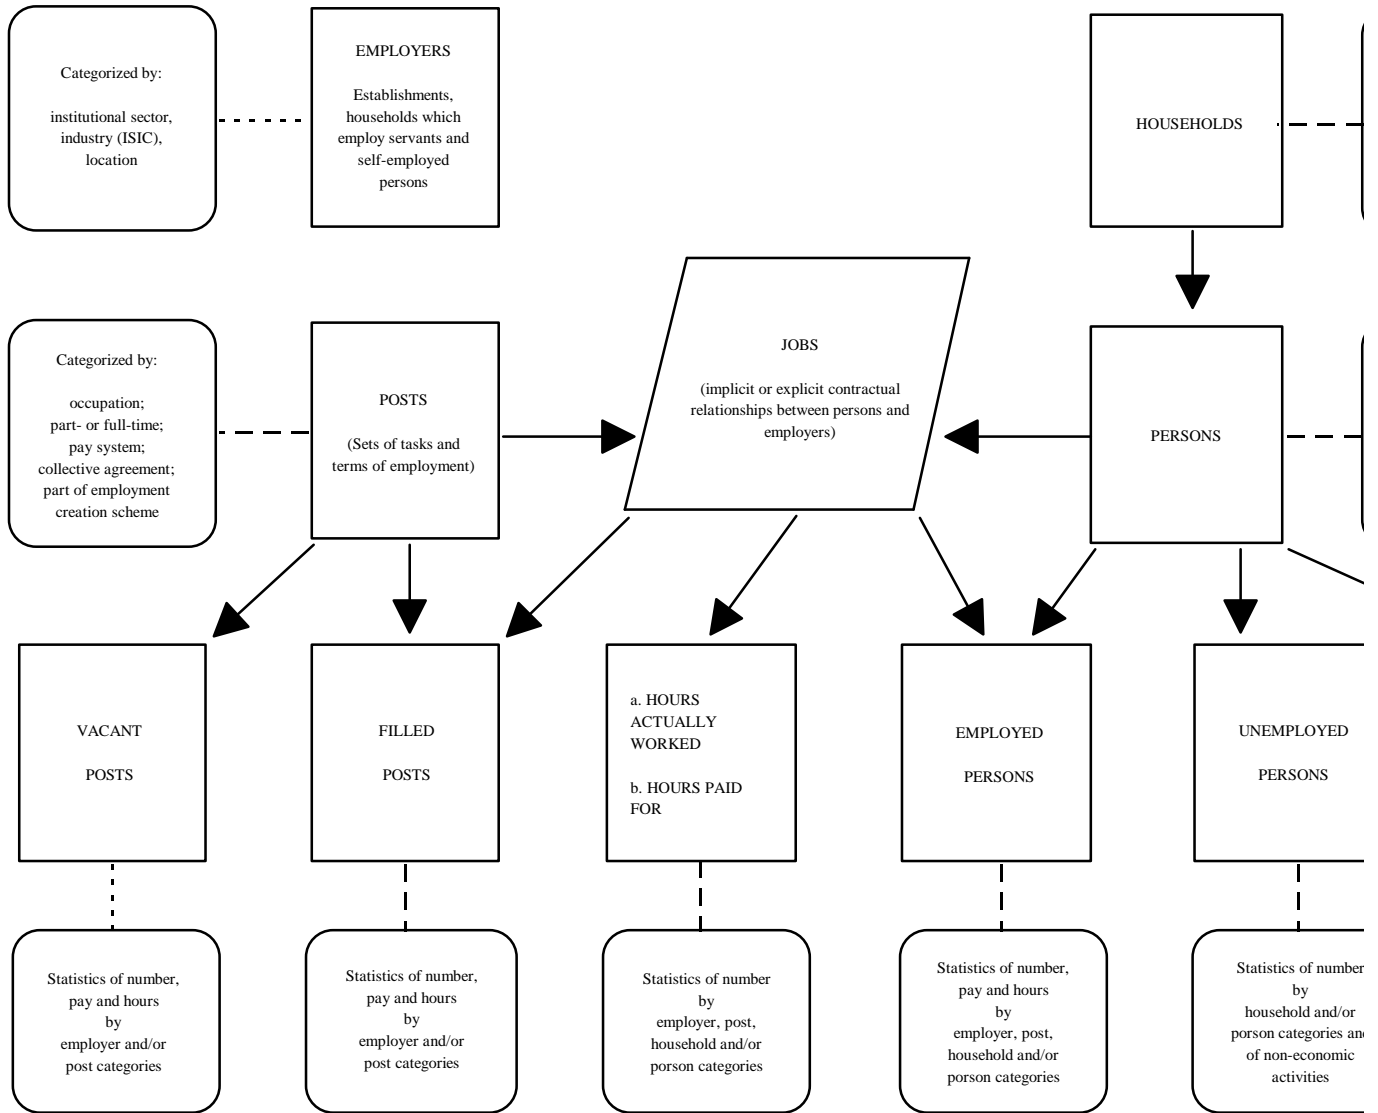 Categorized by:
institutional sector,
industry (ISIC),
location
EMPLOYERS
Establishments,
households which
employ servants and
self-employed
persons
HOUSEHOLDS
Categorized by:
occupation;
part- or full-time;
pay system;
collective agreement;
part of employment
creation scheme
POSTS
(Sets of tasks and
terms of employment)
JOBS
(implicit or explicit contractual
relationships between persons and
employers)
PERSONS
VACANT
POSTS
FILLED
POSTS
a. HOURS
ACTUALLY
WORKED
b. HOURS PAID
FOR
EMPLOYED
PERSONS
UNEMPLOYED
PERSONS
Statistics of number,
pay and hours
by
employer and/or
post categories
Statistics of number,
pay and hours
by
employer and/or
post categories
Statistics of number
by
employer, post,
household and/or
porson categories
Statistics of number,
pay and hours
by
employer, post,
household and/or
porson categories
Statistics of number
by
household and/or
porson categories and
of non-economic
activities